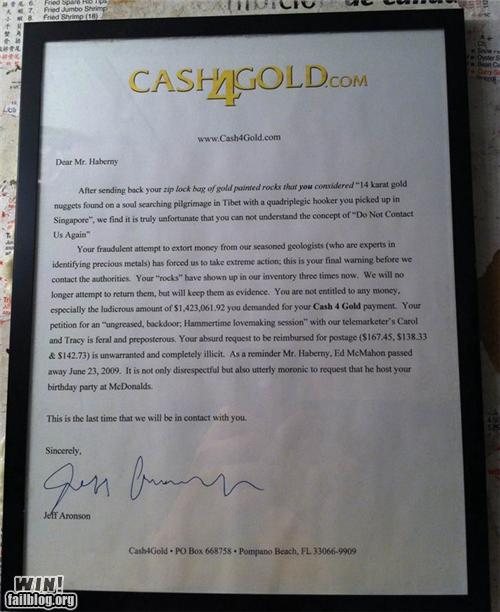 6. Fried Spare Rib Tips
7. Fried Jumbo Shrimp
8. Fried Shrimp (18)
CASH4GOLD.COM
www.Cash4Gold.com
Dear Mr. Haberny
After sending back your zip lock bag of gold painted rocks that you considered “14 karat gold
nuggets found on a soul searching pilgrimage in Tibet with a quadriplegic hooker you picked up in
Singapore”, we find it is truly unfortunate that you can not understand the concept of “Do Not Contact
Us Again”
Your fraudulent attempt to extort money from our seasoned geologists (who are experts in
identifying precious metals) has forced us to take extreme action; this is your final warning before we
contact the authorities. Your “rocks” have shown up in our inventory three times now. We will no
longer attempt to return them, but will keep them as evidence. You are not entitled to any money,
especially the ludicrous amount of $1,423,061.92 you demanded for your Cash 4 Gold payment. Your
petition for an “ungreased, backdoor; Hammertime lovemaking session” with our telemarketer’s Carol
and Tracy is feral and preposterous. Your absurd request to be reimbursed for postage ($167.45, $138.33
& $142.73) is unwarranted and completely illicit. As a reminder Mr. Haberny, Ed McMahon passed
away June 23, 2009. It is not only disrespectful but also utterly moronic to request that he host your
birthday party at McDonalds.
This is the last time that we will be in contact with you.
Sincerely,
Jeff Aronson
Jeff Aronson
Cash4Gold • PO Box 668758 • Pompano Beach, FL 33066-9909
WIN!
failblog.org